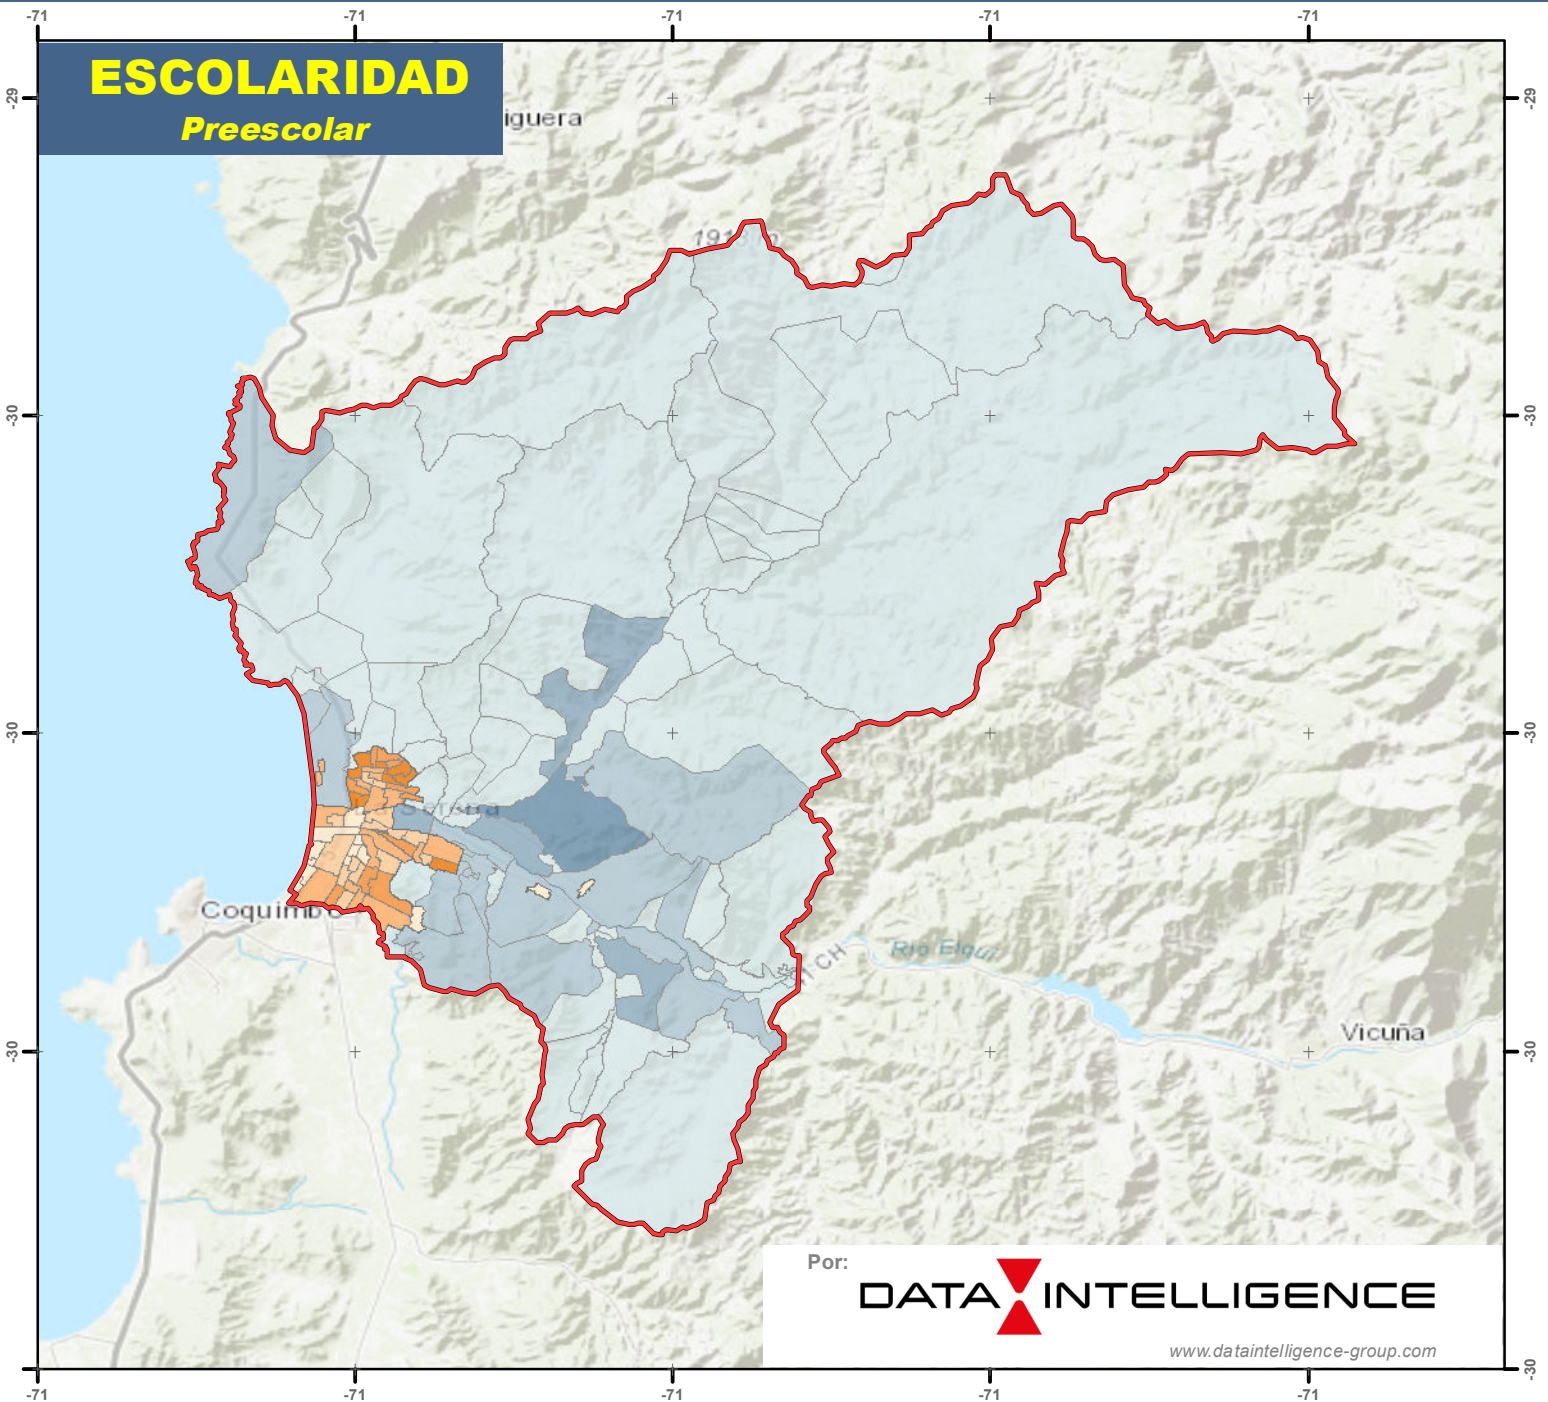 -71 -71 -71 -71 -71
ESCOLARIDAD
Preescolar
iguera
-29 -29
-30 -30
-30 -30
Coquimbo
Río Elqui
CH
Vicuña
-30 -30
Por:
DATA INTELLIGENCE
www.dataintelligence-group.com
-30
-71 -71 -71 -71 -71